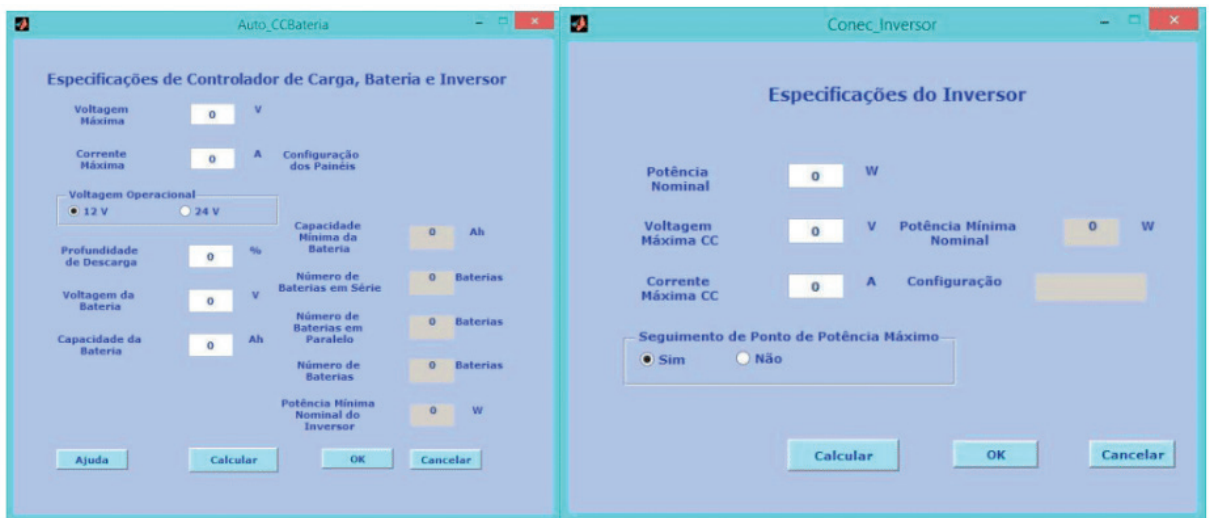 Auto_CCBateria
Especificações de Controlador de Carga, Bateria e Inversor
Voltagem
Máxima
0 V
Corrente
Máxima
0 A
Configuração
dos Painéis
Voltagem Operacional
12 V 24 V
Profundidade
de Descarga
0 %
Voltagem da
Bateria
0 V
Capacidade da
Bateria
0 Ah
Capacidade
Mínima da
Bateria
0 Ah
Número de
Baterias em Série
0 Baterias
Número de
Baterias em
Paralelo
0 Baterias
Número de
Baterias
0 Baterias
Potência Mínima
Nominal do
Inversor
0 W
Ajuda Calcular OK Cancelar
Conec_Inversor
Especificações do Inversor
Potência
Nominal
0 W
Voltagem
Máxima CC
0 V
Potência Mínima
Nominal
0 W
Corrente
Máxima CC
0 A
Configuração
Seguimento de Ponto de Potência Máximo
Sim Não
Calcular OK Cancelar